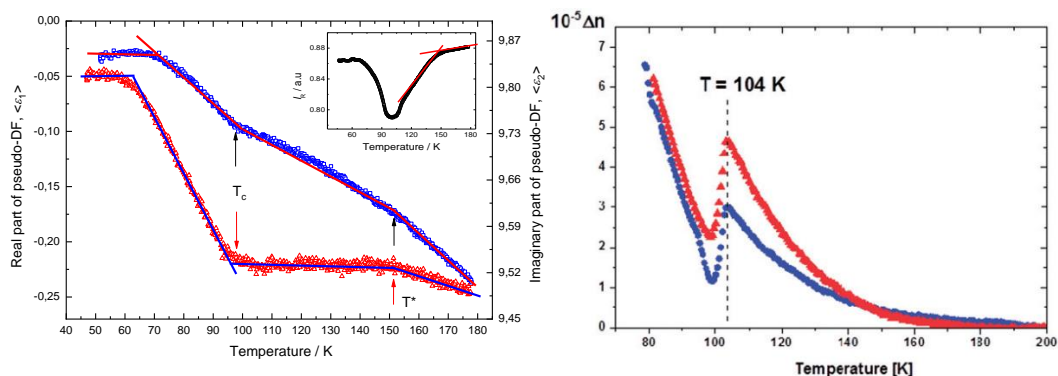 Real part of pseudo-DF, <ε₁>
0,00
-0,05
-0,10
-0,15
-0,20
-0,25
40 50 60 70 80 90 100 110 120 130 140 150 160 170 180
Temperature / K
Imaginary part of pseudo-DF, <ε₂>
9,87
9,80
9,73
9,66
9,59
9,52
9,45
T_c
T*
I_R / a.u
0.88
0.84
0.80
60 90 120 150 180
Temperature / K
10⁻⁵Δn
7
6
5
4
3
2
1
0
T = 104 K
80 100 120 140 160 180 200
Temperature [K]